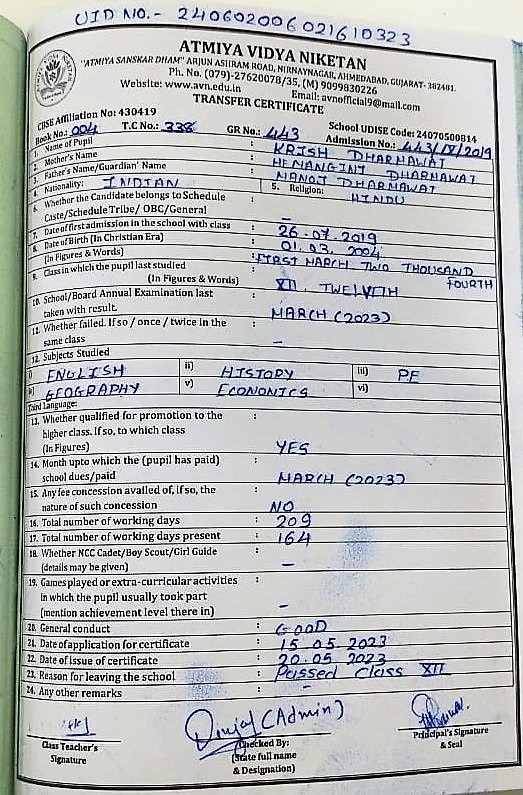 UID NO.- 240602006021610323
ATMIYA VIDYA NIKETAN
"ATMIYA SANSKAR DHAM" ARJUN ASHRAM ROAD, NIRNAYNAGAR, AHMEDABAD, GUJARAT- 382481.
Ph. No. (079)-27620078/35, (M) 9099830226
Website: www.avn.edu.in Email: avnofficial9@mail.com
TRANSFER CERTIFICATE
CBSE Affiliation No: 430419 School UDISE Code: 24070500814
Book No.: 004 T.C No.: 338 GR No.: 443 Admission No.: 443/IX/2019
1. Name of Pupil : KRISH DHARNAWAT
2. Mother's Name : HEMANGINI DHARNAWAT
3. Father's Name/Guardian' Name : MANOJ DHARNAWAT
4. Nationality: INDIAN 5. Religion: HINDU
6. Whether the Candidate belongs to Schedule
Caste/Schedule Tribe/ OBC/General : –
7. Date of first admission in the school with class : 26.07.2019
8. Date of Birth (In Christian Era) : 01.03.2004
(In Figures & Words) FIRST MARCH TWO THOUSAND FOURTH
9. Class in which the pupil last studied
(In Figures & Words) : XII TWELVTH
10. School/Board Annual Examination last
taken with result. : MARCH (2023)
11. Whether failed. If so / once / twice in the
same class : –
12. Subjects Studied
i) ENGLISH ii) HISTORY iii) P.E
GEOGRAPHY v) ECONOMICS vi)
Third Language:
13. Whether qualified for promotion to the :
higher class. If so, to which class
(In Figures) YES
14. Month upto which the (pupil has paid) :
school dues/paid MARCH (2023)
15. Any fee concession availed of, if so, the :
nature of such concession NO
16. Total number of working days : 209
17. Total number of working days present : 164
18. Whether NCC Cadet/Boy Scout/Girl Guide :
(details may be given) –
19. Games played or extra-curricular activities :
in which the pupil usually took part
(mention achievement level there in) –
20. General conduct : GOOD
21. Date of application for certificate : 15.05.2023
22. Date of issue of certificate : 20.05.2023
23. Reason for leaving the school : Passed Class XII
24. Any other remarks : –
(Admin)
Class Teacher's Checked By: Principal's Signature
Signature (State full name & Seal
& Designation)